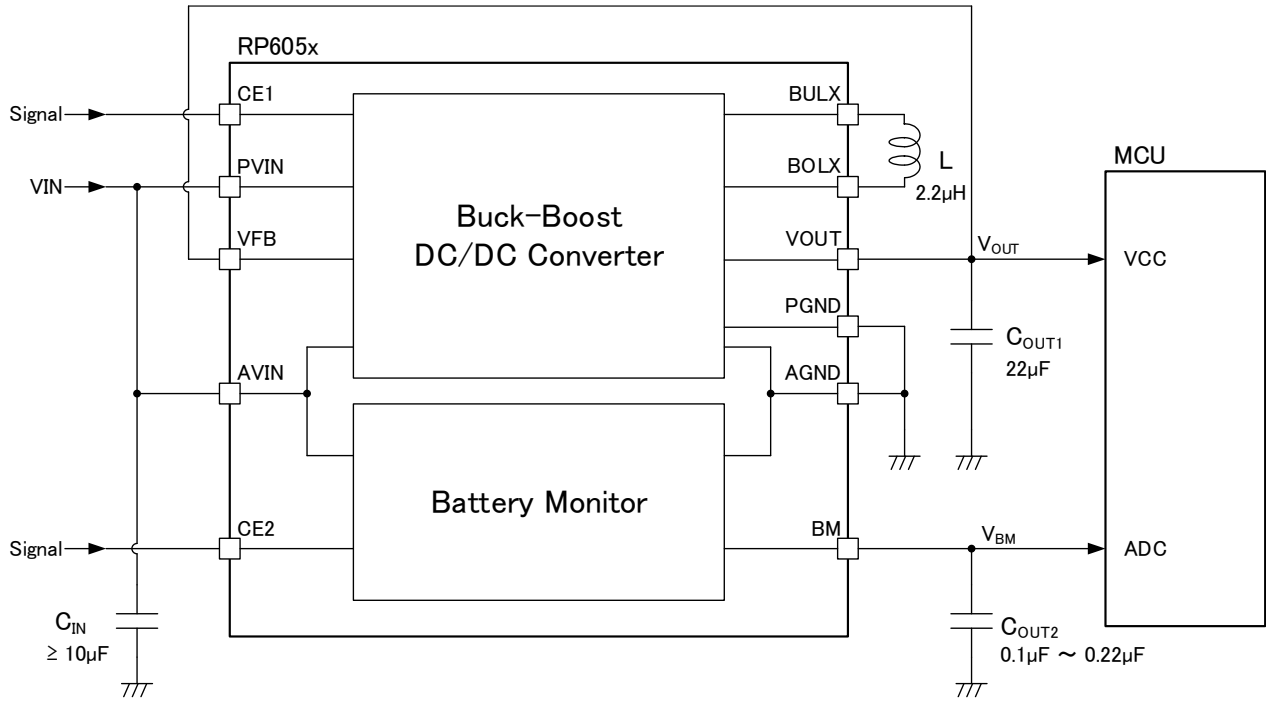 RP605x
Signal
CE1
BULX
L
2.2µH
MCU
VIN
PVIN
BOLX
Buck-Boost
DC/DC Converter
VFB
VOUT
VOUT
VCC
PGND
COUT1
22µF
AVIN
AGND
Battery Monitor
Signal
CE2
BM
VBM
ADC
CIN
≥ 10µF
COUT2
0.1µF ～ 0.22µF